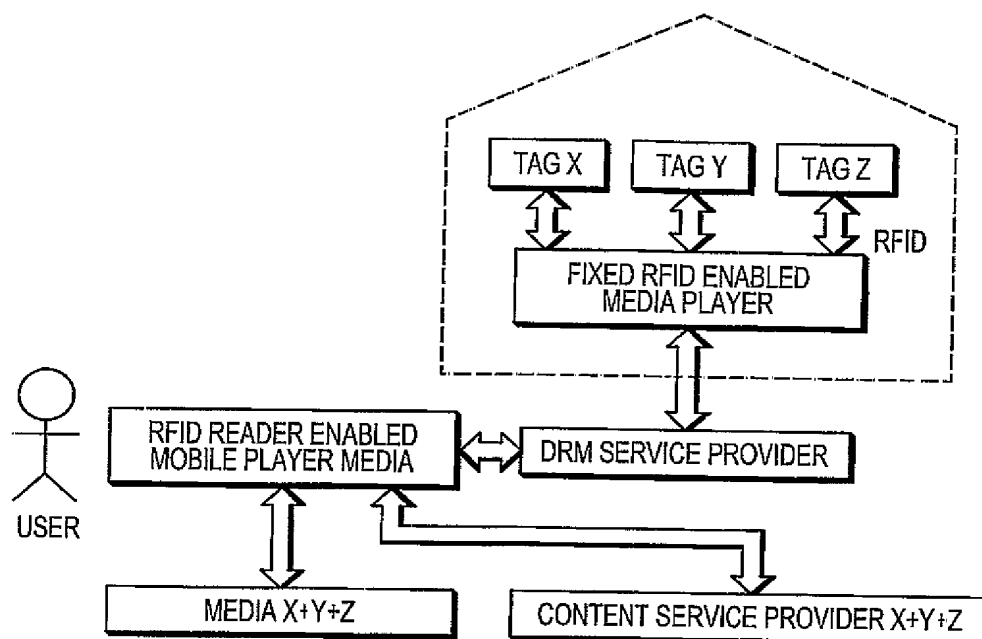 TAG X
TAG Y
TAG Z
RFID
FIXED RFID ENABLED
MEDIA PLAYER
RFID READER ENABLED
MOBILE PLAYER MEDIA
DRM SERVICE PROVIDER
USER
MEDIA X+Y+Z
CONTENT SERVICE PROVIDER X+Y+Z